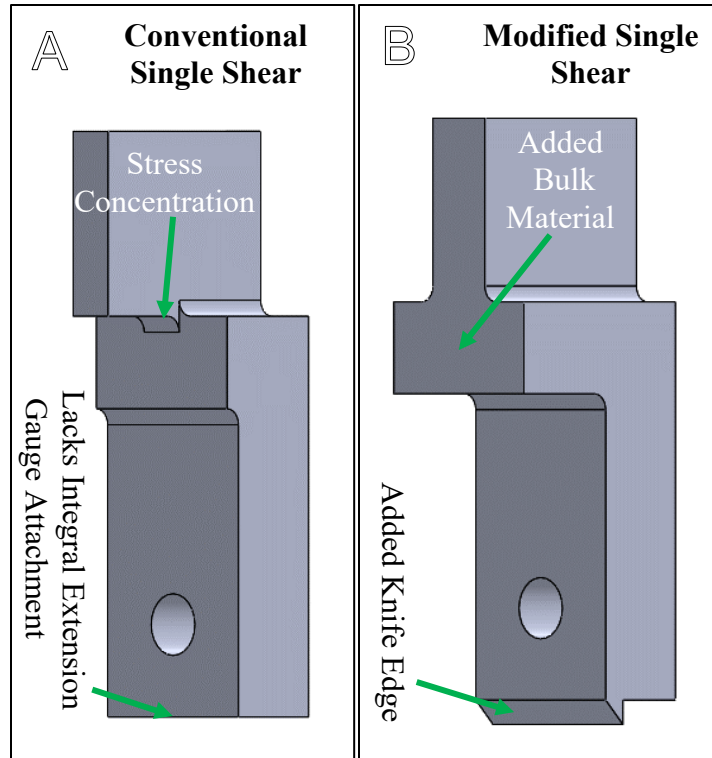 A
Conventional
Single Shear
Stress
Concentration
Lacks Integral Extension
Gauge Attachment
B
Modified Single
Shear
Added
Bulk
Material
Added Knife Edge